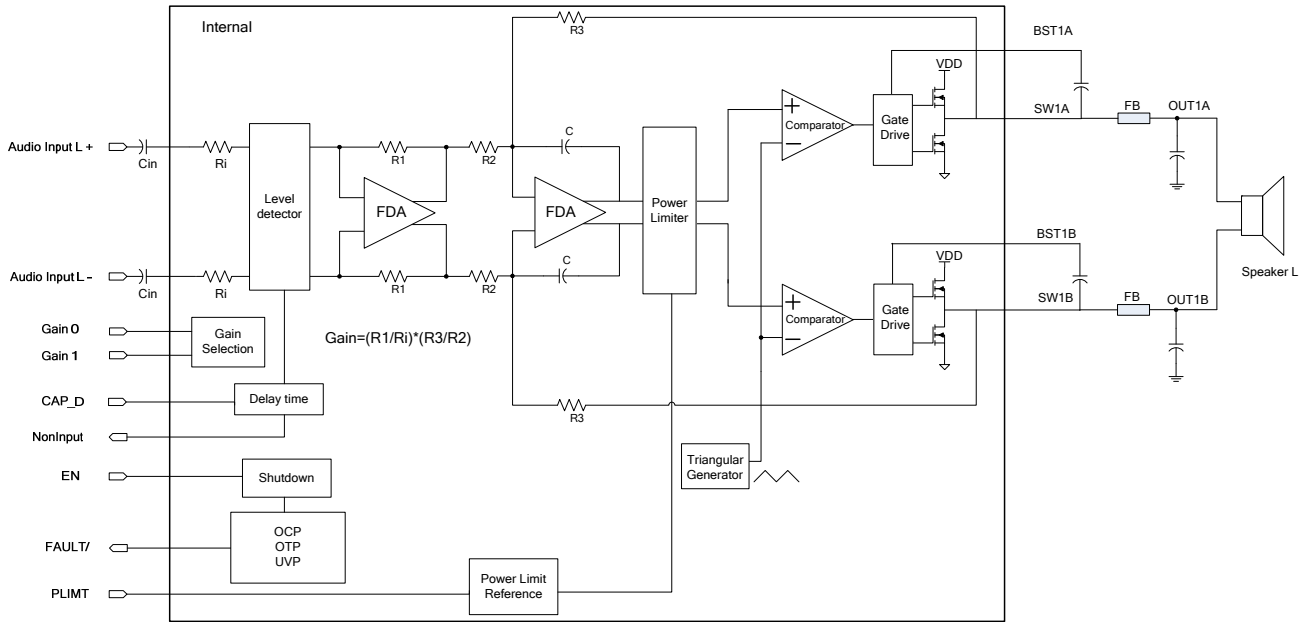 Internal
R3
BST1A
VDD
SW1A
FB
OUT1A
Comparator
Gate
Drive
Audio Input L +
Cin
Ri
Level
detector
R1
R2
C
FDA
FDA
Power
Limiter
Audio Input L -
Cin
Ri
R1
R2
C
BST1B
VDD
SW1B
FB
OUT1B
Speaker L
Comparator
Gate
Drive
Gain 0
Gain 1
Gain
Selection
Gain=(R1/Ri)*(R3/R2)
CAP_D
Delay time
R3
NonInput
Triangular
Generator
EN
Shutdown
FAULT/
OCP
OTP
UVP
PLIMT
Power Limit
Reference